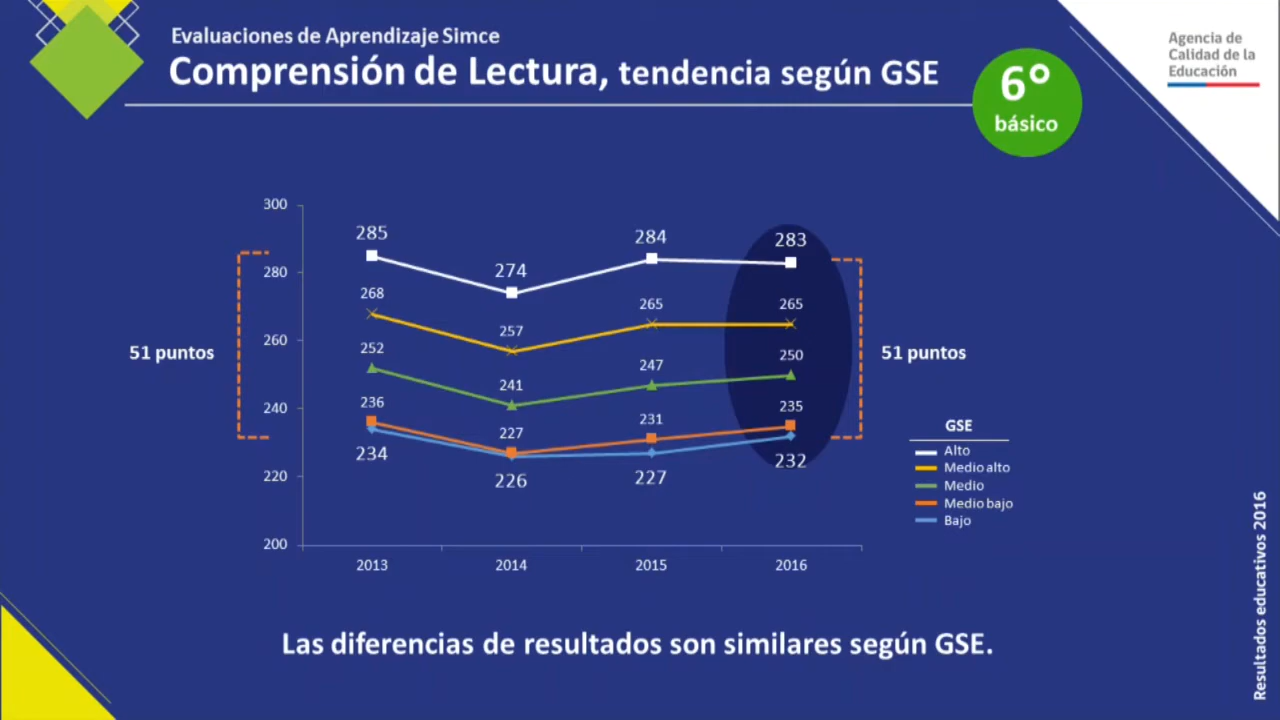 Evaluaciones de Aprendizaje Simce
Comprensión de Lectura, tendencia según GSE
6°
básico
Agencia de
Calidad de la
Educación
300
280
260
240
220
200
285
274
284
283
268
257
265
265
252
241
247
250
236
227
231
235
234
226
227
232
51 puntos
51 puntos
2013
2014
2015
2016
GSE
Alto
Medio alto
Medio
Medio bajo
Bajo
Las diferencias de resultados son similares según GSE.
Resultados educativos 2016